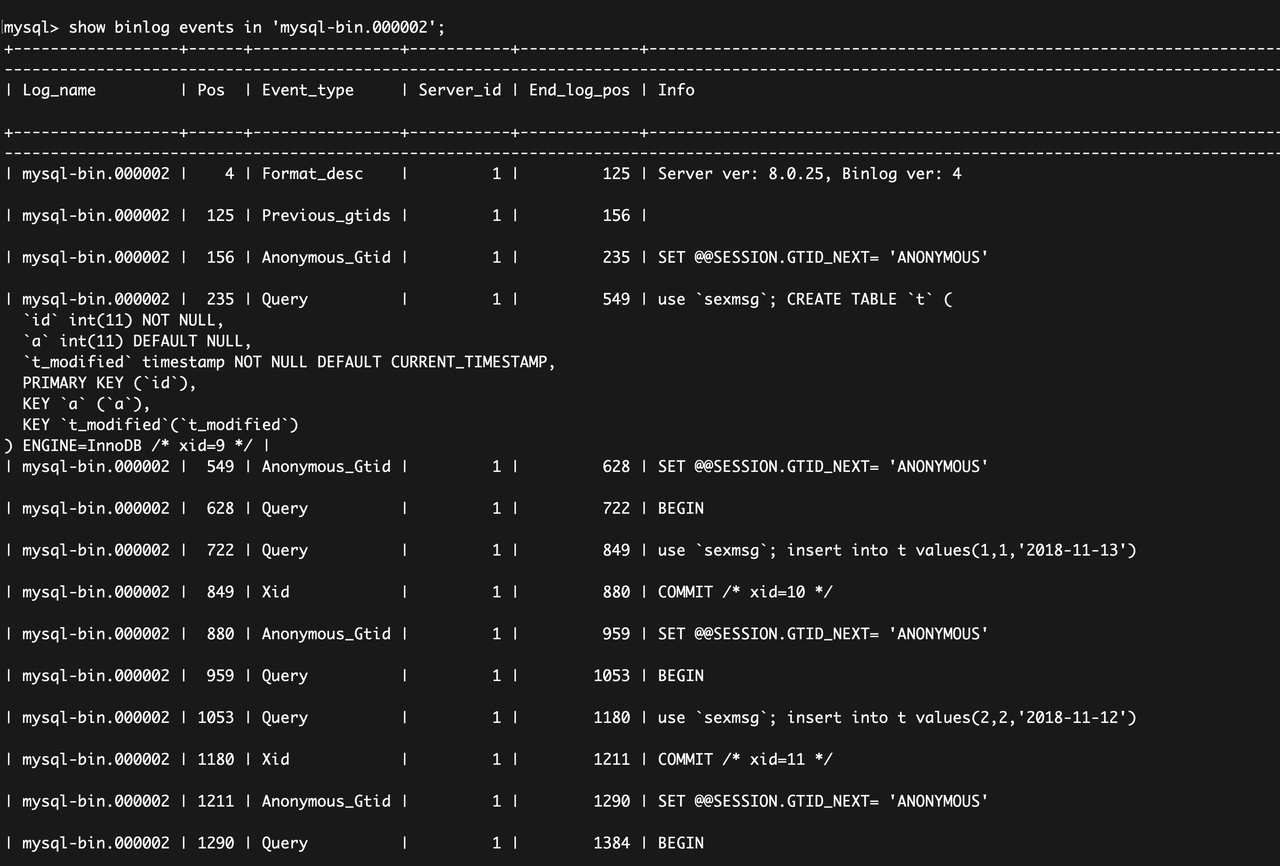 mysql> show binlog events in 'mysql-bin.000002';
+------------------+------+----------------+-----------+-------------+---------------------------------------------------------------------
--------------------------------------------------------------------------------------------------------------------------------------------
| Log_name         | Pos  | Event_type     | Server_id | End_log_pos | Info
+------------------+------+----------------+-----------+-------------+---------------------------------------------------------------------
--------------------------------------------------------------------------------------------------------------------------------------------
| mysql-bin.000002 |    4 | Format_desc    |         1 |         125 | Server ver: 8.0.25, Binlog ver: 4
| mysql-bin.000002 |  125 | Previous_gtids |         1 |         156 |
| mysql-bin.000002 |  156 | Anonymous_Gtid |         1 |         235 | SET @@SESSION.GTID_NEXT= 'ANONYMOUS'
| mysql-bin.000002 |  235 | Query          |         1 |         549 | use `sexmsg`; CREATE TABLE `t` (
  `id` int(11) NOT NULL,
  `a` int(11) DEFAULT NULL,
  `t_modified` timestamp NOT NULL DEFAULT CURRENT_TIMESTAMP,
  PRIMARY KEY (`id`),
  KEY `a` (`a`),
  KEY `t_modified`(`t_modified`)
) ENGINE=InnoDB /* xid=9 */ |
| mysql-bin.000002 |  549 | Anonymous_Gtid |         1 |         628 | SET @@SESSION.GTID_NEXT= 'ANONYMOUS'
| mysql-bin.000002 |  628 | Query          |         1 |         722 | BEGIN
| mysql-bin.000002 |  722 | Query          |         1 |         849 | use `sexmsg`; insert into t values(1,1,'2018-11-13')
| mysql-bin.000002 |  849 | Xid            |         1 |         880 | COMMIT /* xid=10 */
| mysql-bin.000002 |  880 | Anonymous_Gtid |         1 |         959 | SET @@SESSION.GTID_NEXT= 'ANONYMOUS'
| mysql-bin.000002 |  959 | Query          |         1 |        1053 | BEGIN
| mysql-bin.000002 | 1053 | Query          |         1 |        1180 | use `sexmsg`; insert into t values(2,2,'2018-11-12')
| mysql-bin.000002 | 1180 | Xid            |         1 |        1211 | COMMIT /* xid=11 */
| mysql-bin.000002 | 1211 | Anonymous_Gtid |         1 |        1290 | SET @@SESSION.GTID_NEXT= 'ANONYMOUS'
| mysql-bin.000002 | 1290 | Query          |         1 |        1384 | BEGIN